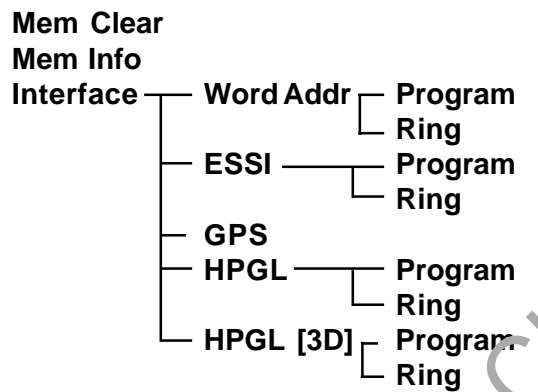 Mem Clear
Mem Info
Interface Word Addr Program
Ring
ESSI Program
Ring
GPS
HPGL Program
Ring
HPGL [3D] Program
Ring